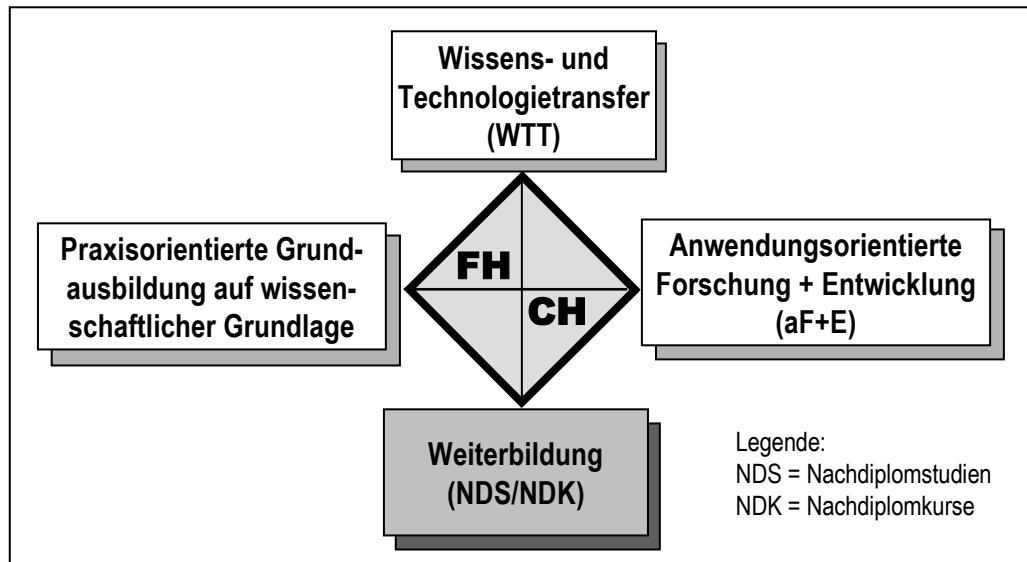 Wissens- und
Technologietransfer
(WTT)
Praxisorientierte Grund-
ausbildung auf wissen-
schaftlicher Grundlage
FH
CH
Anwendungsorientierte
Forschung + Entwicklung
(aF+E)
Weiterbildung
(NDS/NDK)
Legende:
NDS = Nachdiplomstudien
NDK = Nachdiplomkurse